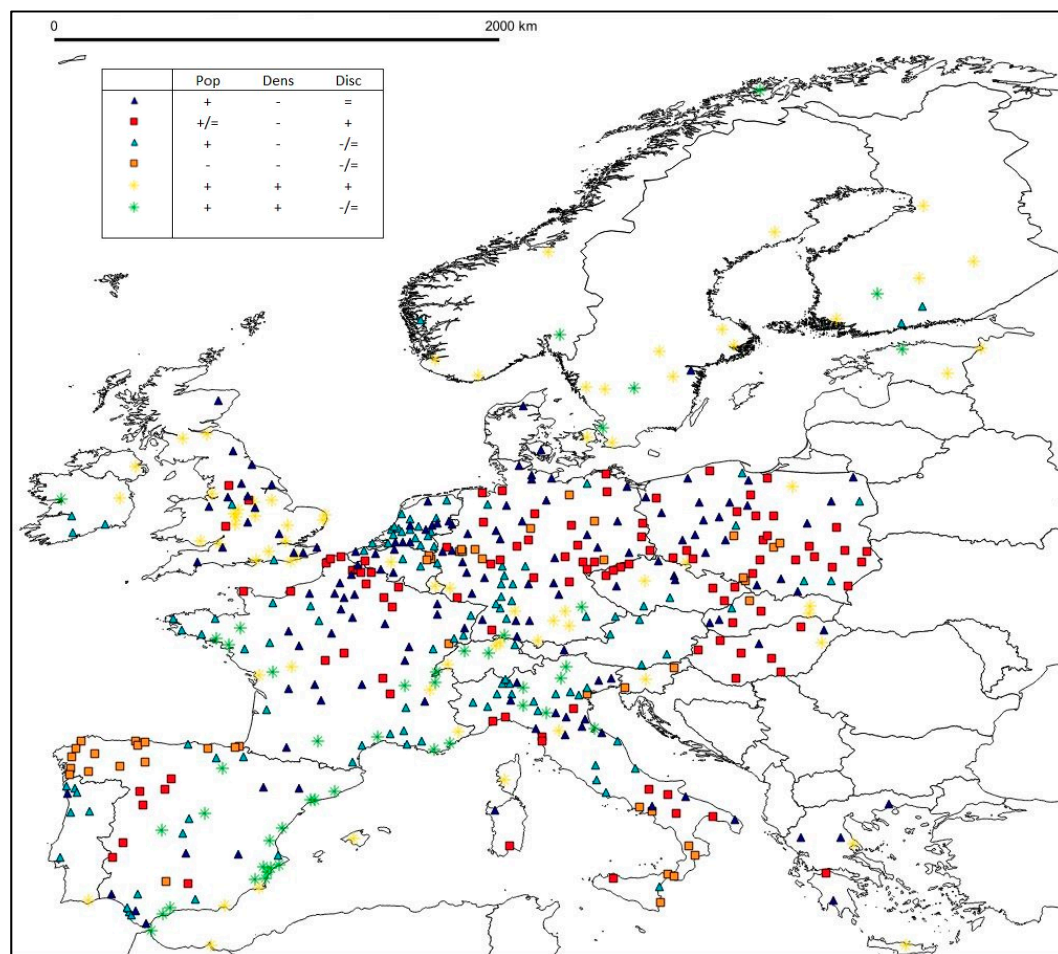 0 2000 km
Pop Dens Disc
+ - =
+/= - +
+ - -/=
- - -/=
+ + +
+ + -/=